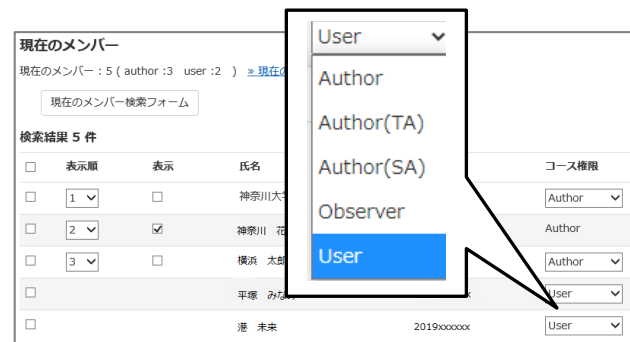 現在のメンバー
現在のメンバー：5 ( author :3 user :2 ) » 現在の
現在のメンバー検索フォーム
検索結果 5 件
表示順 表示 氏名 コース権限
1 神奈川大 Author
2 神奈川 花 Author
3 横浜 太郎 Author
平塚 x User
港 未来 2019xxxxxx User
User
Author
Author(TA)
Author(SA)
Observer
User